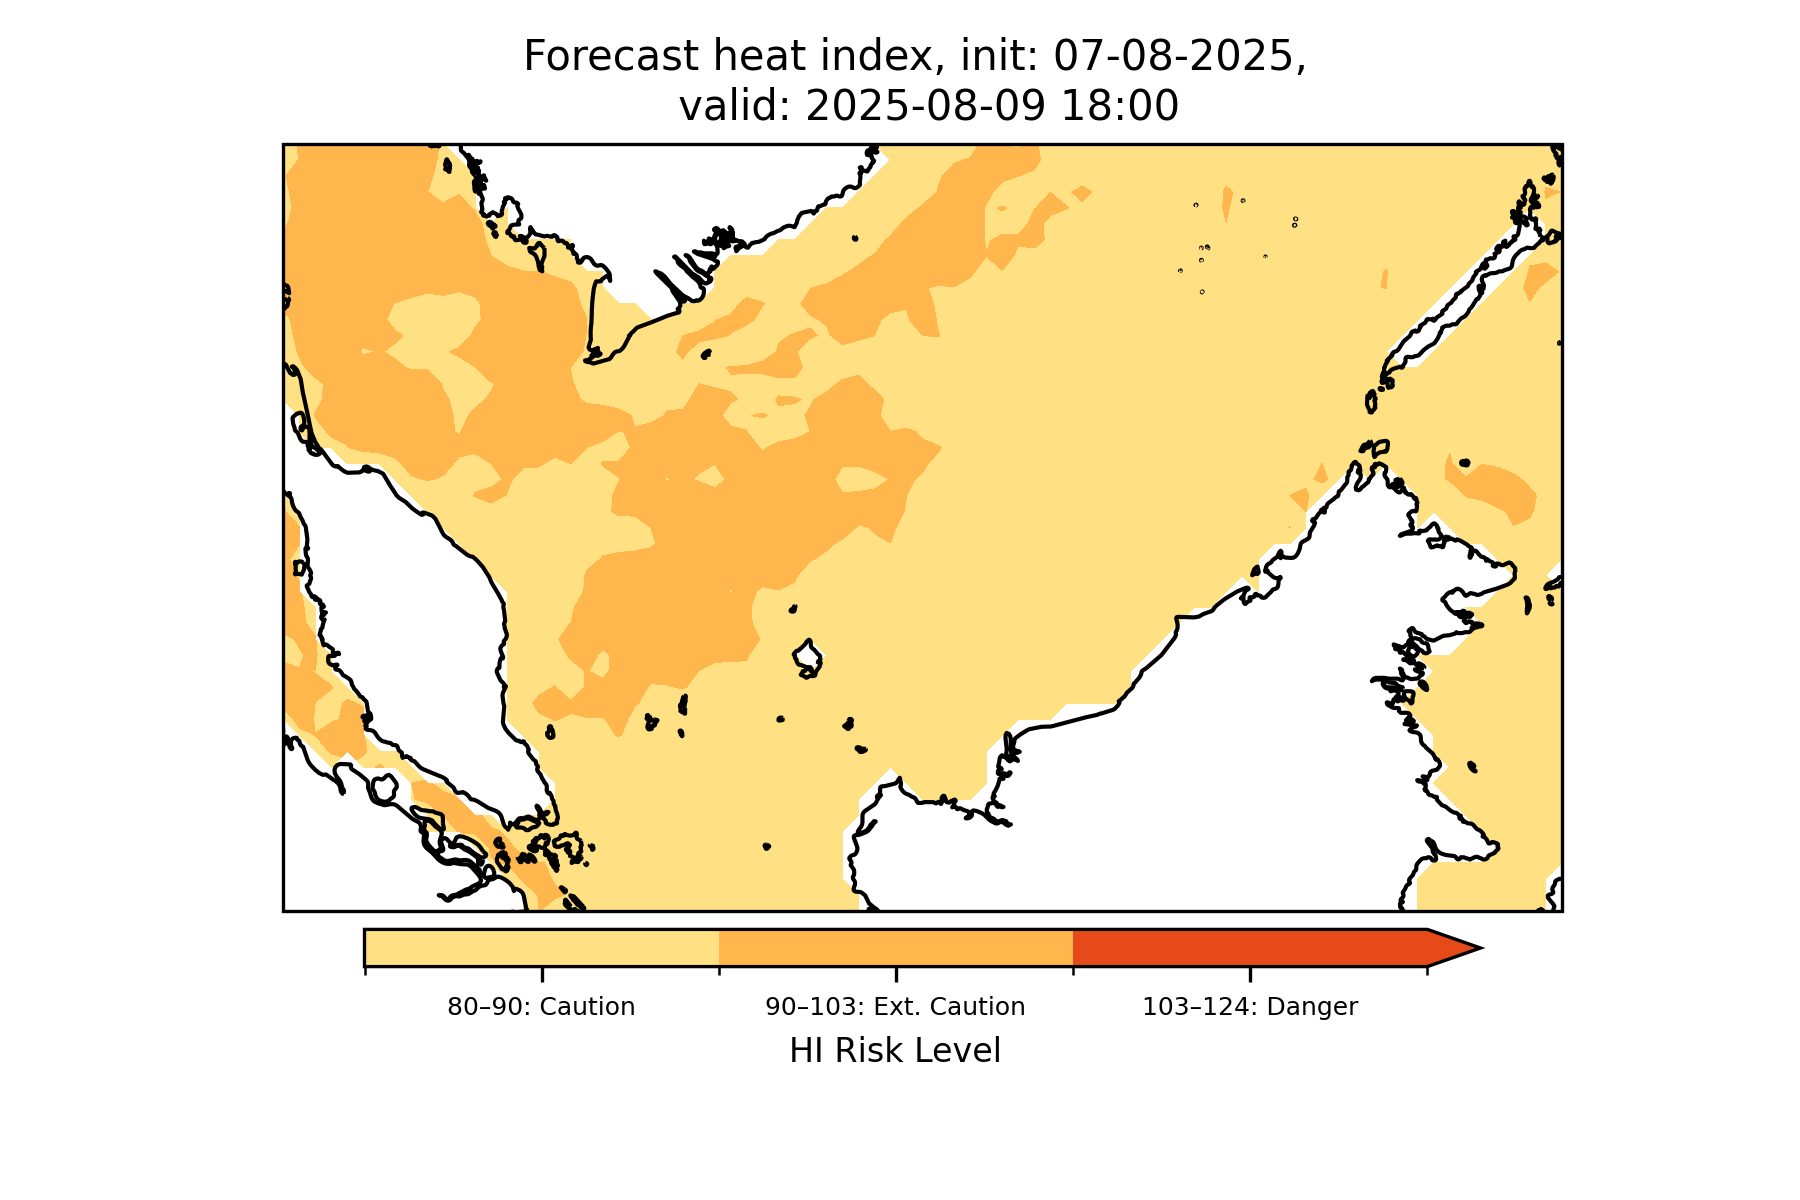 Forecast heat index, init: 07-08-2025,
valid: 2025-08-09 18:00
80–90: Caution
90–103: Ext. Caution
103–124: Danger
HI Risk Level